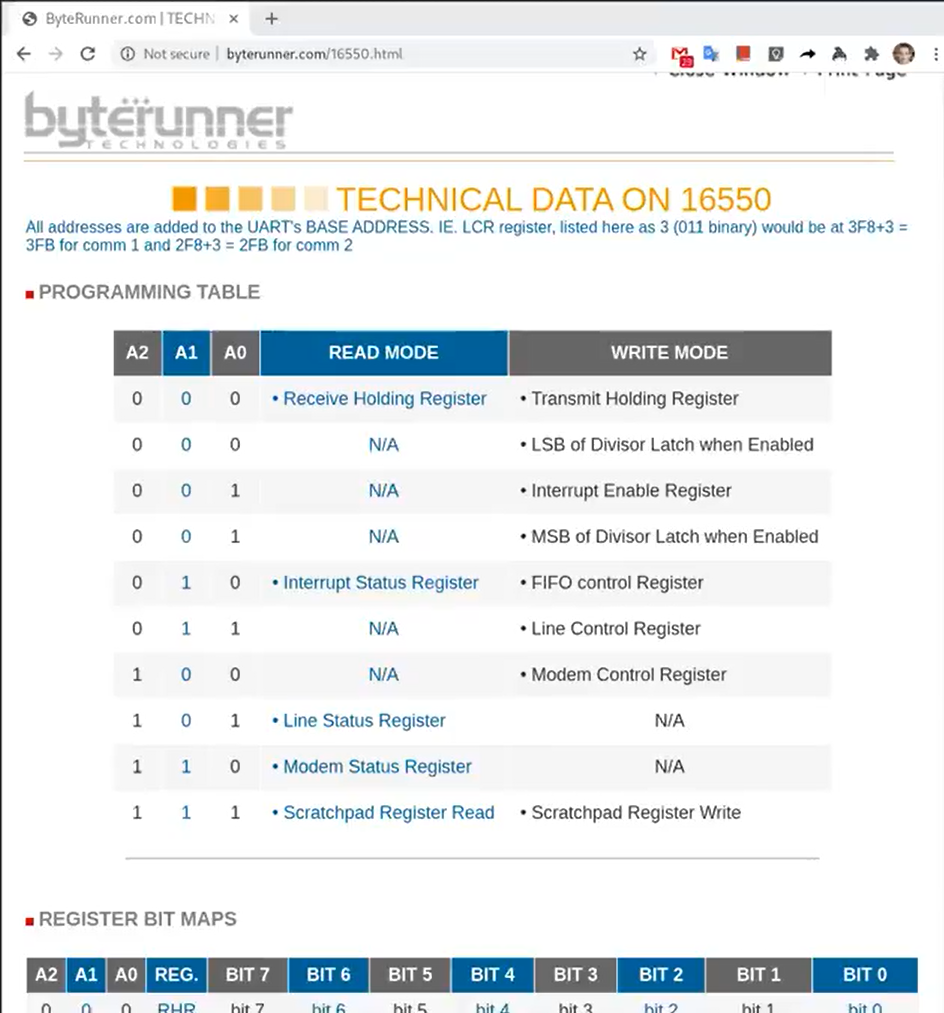 ByteRunner.com | TECHN
Not secure | byterunner.com/16550.html
23
Close Window Print Page
byterunner
TECHNOLOGIES
TECHNICAL DATA ON 16550
All addresses are added to the UART's BASE ADDRESS. IE. LCR register, listed here as 3 (011 binary) would be at 3F8+3 =
3FB for comm 1 and 2F8+3 = 2FB for comm 2
PROGRAMMING TABLE
A2 A1 A0 READ MODE WRITE MODE
0 0 0 • Receive Holding Register • Transmit Holding Register
0 0 0 N/A • LSB of Divisor Latch when Enabled
0 0 1 N/A • Interrupt Enable Register
0 0 1 N/A • MSB of Divisor Latch when Enabled
0 1 0 • Interrupt Status Register • FIFO control Register
0 1 1 N/A • Line Control Register
1 0 0 N/A • Modem Control Register
1 0 1 • Line Status Register N/A
1 1 0 • Modem Status Register N/A
1 1 1 • Scratchpad Register Read • Scratchpad Register Write
REGISTER BIT MAPS
A2 A1 A0 REG. BIT 7 BIT 6 BIT 5 BIT 4 BIT 3 BIT 2 BIT 1 BIT 0
0 0 0 RHR bit 7 bit 6 bit 5 bit 4 bit 3 bit 2 bit 1 bit 0